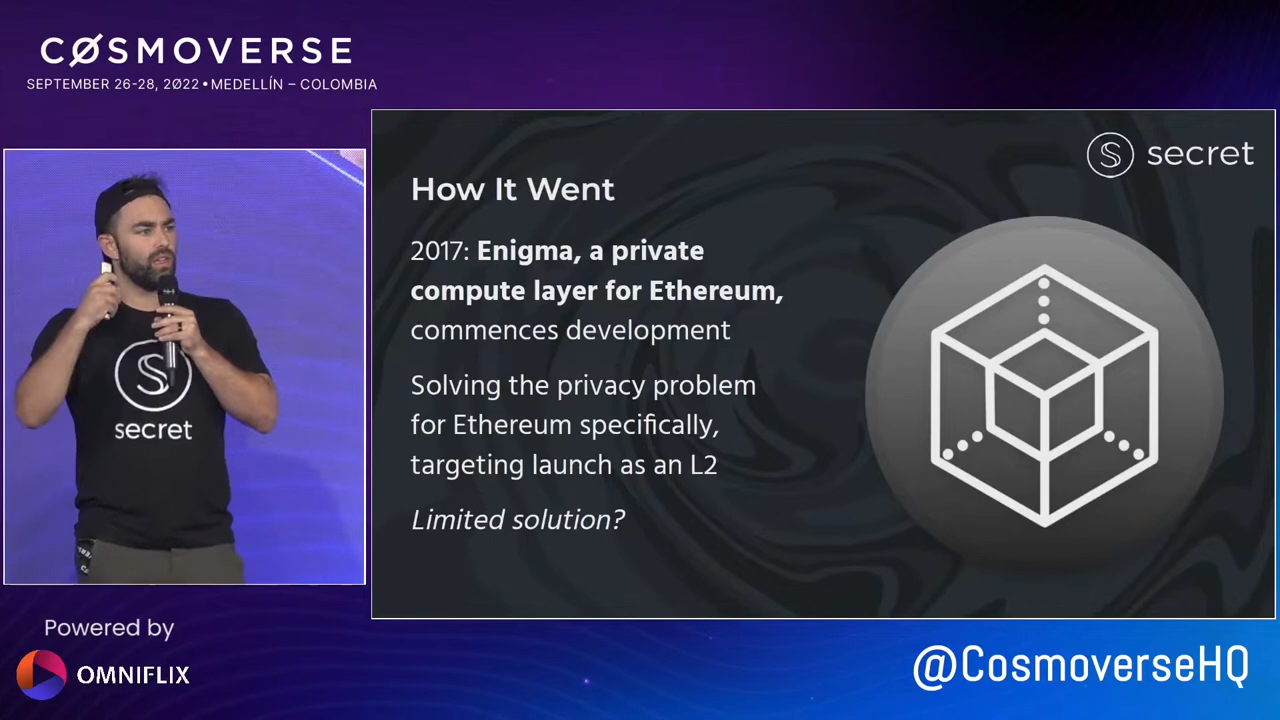 CØSMOVERSE
SEPTEMBER 26-28, 2Ø22 • MEDELLÍN – COLOMBIA
secret
How It Went
2017: Enigma, a private
compute layer for Ethereum,
commences development
Solving the privacy problem
for Ethereum specifically,
targeting launch as an L2
Limited solution?
S
secret
Powered by
OMNIFLIX
@CosmoverseHQ